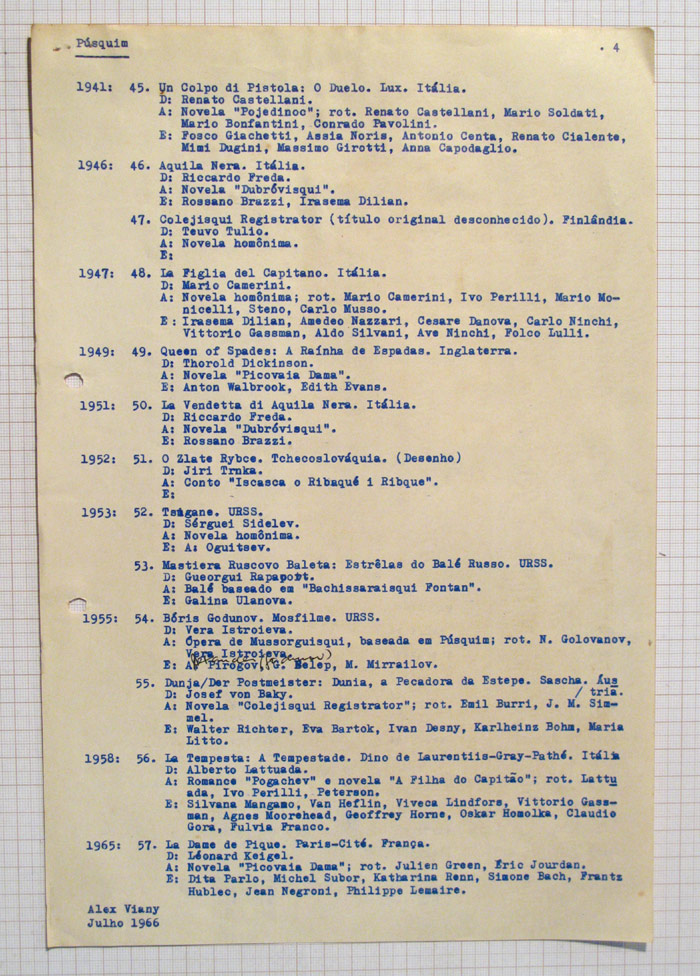 Púsquim
. 4
1941: 45. Un Colpo di Pistola: O Duelo. Lux. Itália.
D: Renato Castellani.
A: Novela "Pojedinoc"; rot. Renato Castellani, Mario Soldati,
Mario Bonfantini, Conrado Pavolini.
E: Fosco Giachetti, Assia Noris, Antonio Centa, Renato Cialente,
Mimi Dugini, Massimo Girotti, Anna Capodaglio.
1946: 46. Aquila Nera. Itália.
D: Riccardo Freda.
A: Novela "Dubróvisqui".
E: Rossano Brazzi, Irasema Dilian.
47. Colejisqui Registrator (título original desconhecido). Finlândia.
D: Teuvo Tulio.
A: Novela homônima.
E:
1947: 48. La Figlia del Capitano. Itália.
D: Mario Camerini.
A: Novela homônima; rot. Mario Camerini, Ivo Perilli, Mario Mo-
nicelli, Steno, Carlo Musso.
E: Irasema Dilian, Amedeo Nazzari, Cesare Danova, Carlo Ninchi,
Vittorio Gassman, Aldo Silvani, Ave Ninchi, Folco Lulli.
1949: 49. Queen of Spades: A Raínha de Espadas. Inglaterra.
D: Thorold Dickinson.
A: Novela "Picovaia Dama".
E: Anton Walbrook, Edith Evans.
1951: 50. La Vendetta di Aquila Nera. Itália.
D: Riccardo Freda.
A: Novela "Dubróvisqui".
E: Rossano Brazzi.
1952: 51. O Zlate Rybce. Tchecoslováquia. (Desenho)
D: Jiri Trnka.
A: Conto "Iscasca o Ribaqué i Ribque".
E:
1953: 52. Tsigane. URSS.
D: Sérguei Sidelev.
A: Novela homônima.
E: A: Oguitsev.
53. Mastiera Ruscovo Baleta: Estrêlas do Balé Russo. URSS.
D: Gueorgui Rapaport.
A: Balé baseado em "Bachissaraisqui Fontan".
E: Galina Ulanova.
1955: 54. Bóris Godunov. Mosfilme. URSS.
D: Vera Istroieva.
A: Ópera de Mussorguisqui, baseada em Púsquim; rot. N. Golovanov,
Vera Istroieva.
E: A. Pirogov, Nelep, M. Mirrailov.
55. Dunja/Der Postmeister: Dunia, a Pecadora da Estepe. Sascha. Áus
/ tria.
D: Josef von Baky.
A: Novela "Colejisqui Registrator"; rot. Emil Burri, J. M. Sim-
mel.
E: Walter Richter, Eva Bartok, Ivan Desny, Karlheinz Bohm, Maria
Litto.
1958: 56. La Tempesta: A Tempestade. Dino de Laurentiis-Gray-Pathé. Itália
D: Alberto Lattuada.
A: Romance "Pogachev" e novela "A Filha do Capitão"; rot. Lattu
ada, Ivo Perilli, Peterson.
E: Silvana Mangamo, Van Heflin, Viveca Lindfors, Vittorio Gass-
man, Agnes Moorehead, Geoffrey Horne, Oskar Homolka, Claudio
Gora, Fulvia Franco.
1965: 57. La Dame de Pique. Paris-Cité. França.
D: Léonard Keigel.
A: Novela "Picovaia Dama"; rot. Julien Green, Éric Jourdan.
E: Dita Parlo, Michel Subor, Katharina Renn, Simone Bach, Frantz
Hublec, Jean Negroni, Philippe Lemaire.
Alex Viany
Julho 1966